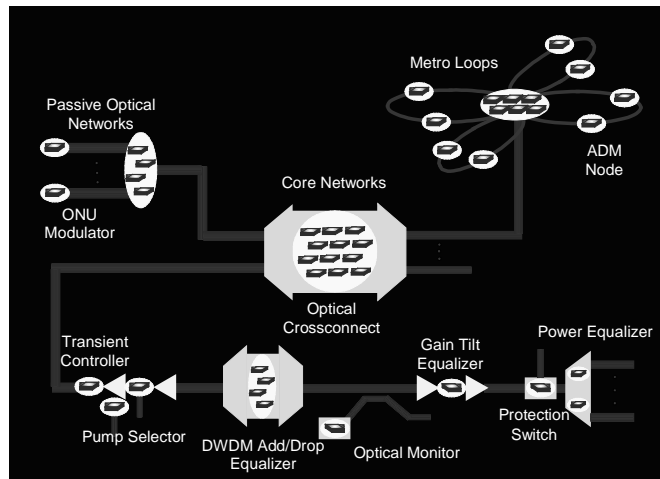 Metro Loops
Passive Optical
Networks
ADM
Node
Core Networks
ONU
Modulator
Optical
Crossconnect
Transient
Controller
Gain Tilt
Equalizer
Power Equalizer
Pump Selector
DWDM Add/Drop
Equalizer
Optical Monitor
Protection
Switch